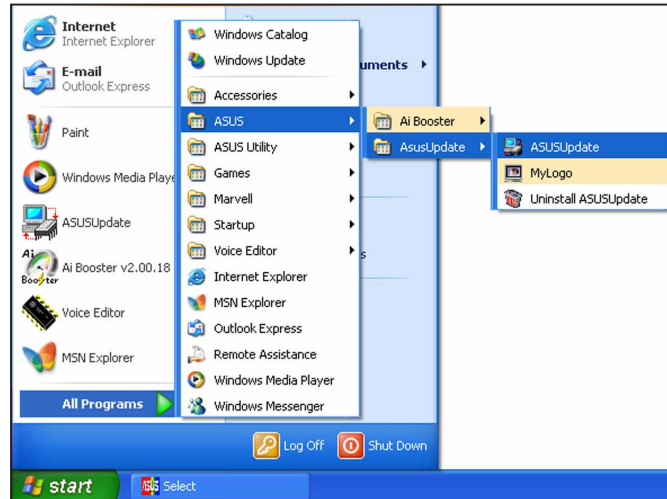 Internet
Internet Explorer
E-mail
Outlook Express
Paint
Windows Media Playe
ASUSUpdate
Ai Booster v2.00.18
Voice Editor
MSN Explorer
All Programs
Windows Catalog
Windows Update
Accessories
ASUS
ASUS Utility
Games
Marvell
Startup
Voice Editor
Internet Explorer
MSN Explorer
Outlook Express
Remote Assistance
Windows Media Player
Windows Messenger
uments
s
Ai Booster
AsusUpdate
ASUSUpdate
MyLogo
Uninstall ASUSUpdate
Log Off
Shut Down
start
Select